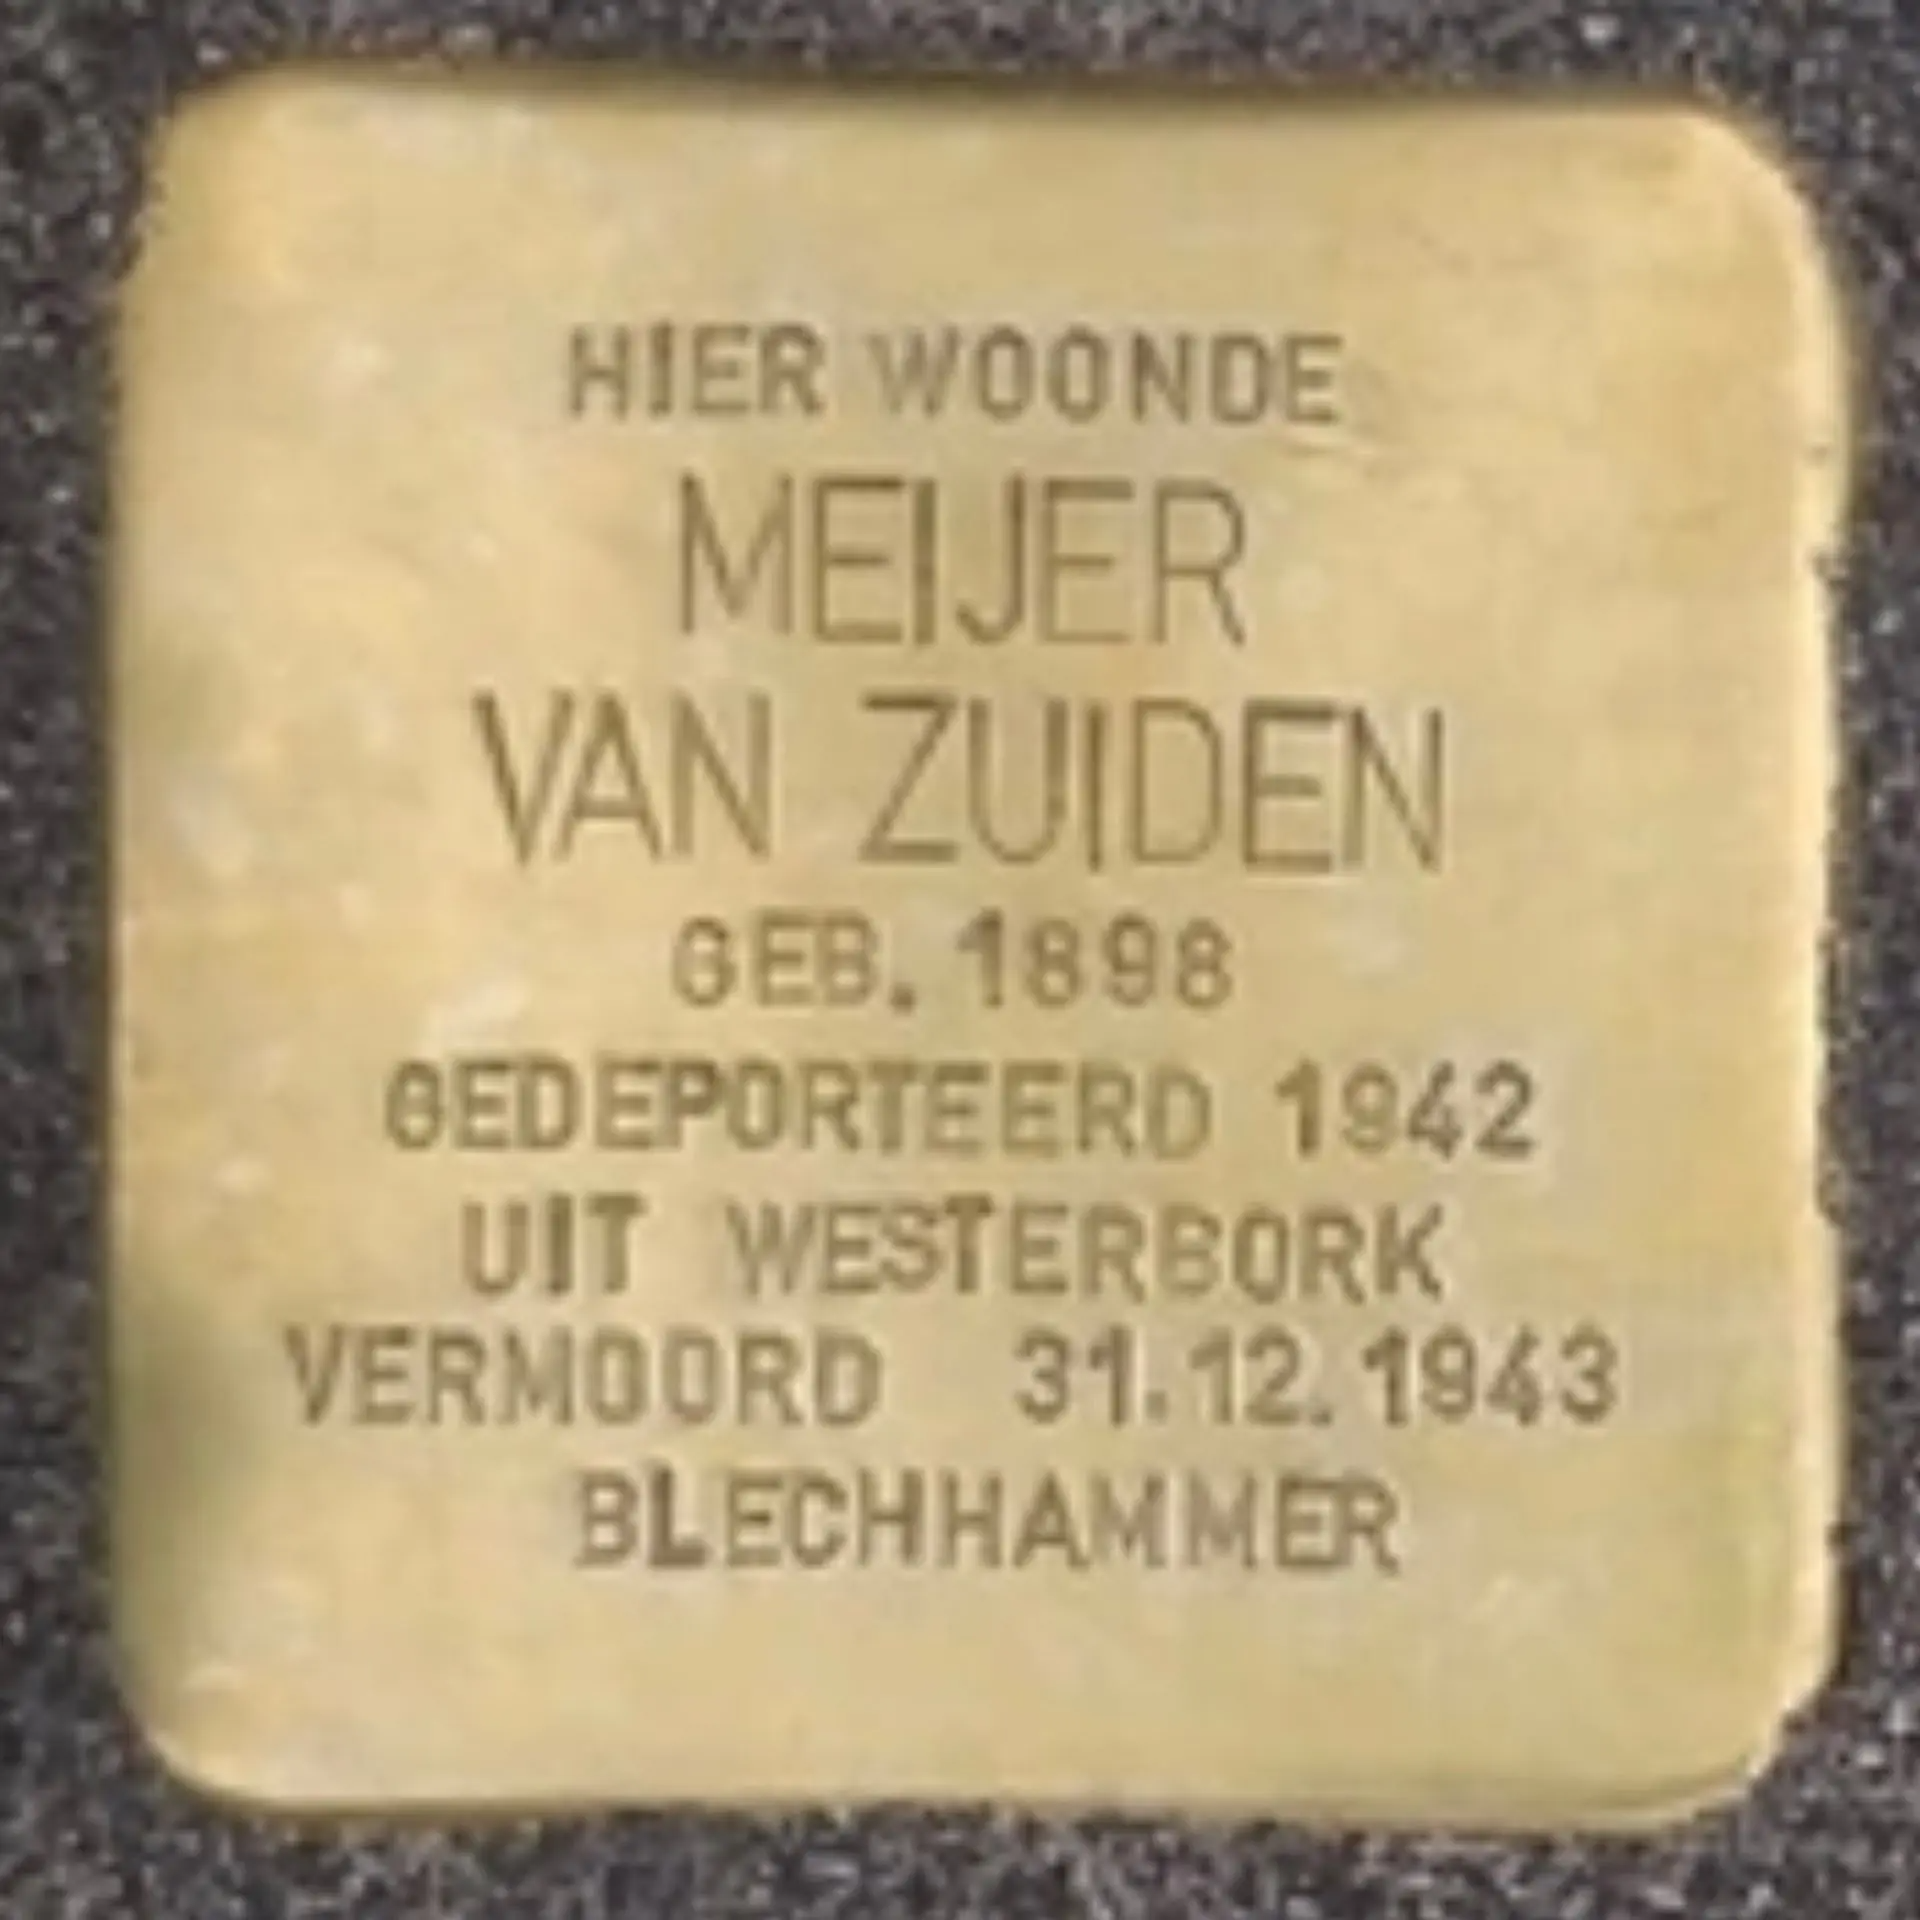 HIER WOONDE
MEIJER
VAN ZUIDEN
GEB. 1898
GEDEPORTEERD 1942
UIT WESTERBORK
VERMOORD 31.12.1943
BLECHHAMMER